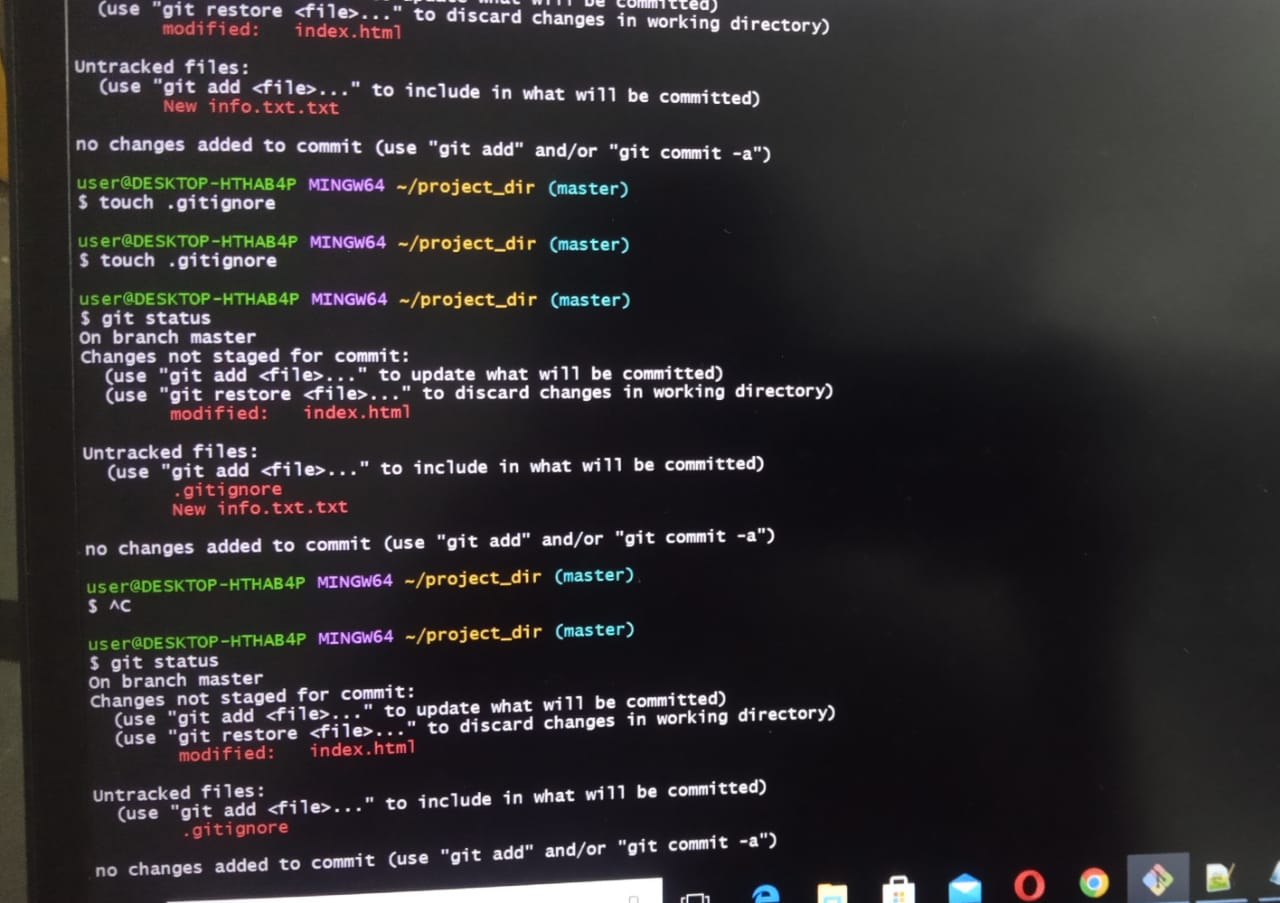 (use "git restore <file>..." to discard changes in working directory)
modified: index.html
Untracked files:
(use "git add <file>..." to include in what will be committed)
New info.txt.txt
no changes added to commit (use "git add" and/or "git commit -a")
user@DESKTOP-HTHAB4P MINGW64 ~/project_dir (master)
$ touch .gitignore
user@DESKTOP-HTHAB4P MINGW64 ~/project_dir (master)
$ touch .gitignore
user@DESKTOP-HTHAB4P MINGW64 ~/project_dir (master)
$ git status
On branch master
Changes not staged for commit:
(use "git add <file>..." to update what will be committed)
(use "git restore <file>..." to discard changes in working directory)
modified: index.html
Untracked files:
(use "git add <file>..." to include in what will be committed)
.gitignore
New info.txt.txt
no changes added to commit (use "git add" and/or "git commit -a")
user@DESKTOP-HTHAB4P MINGW64 ~/project_dir (master)
$ ^C
user@DESKTOP-HTHAB4P MINGW64 ~/project_dir (master)
$ git status
On branch master
Changes not staged for commit:
(use "git add <file>..." to update what will be committed)
(use "git restore <file>..." to discard changes in working directory)
modified: index.html
Untracked files:
(use "git add <file>..." to include in what will be committed)
.gitignore
no changes added to commit (use "git add" and/or "git commit -a")